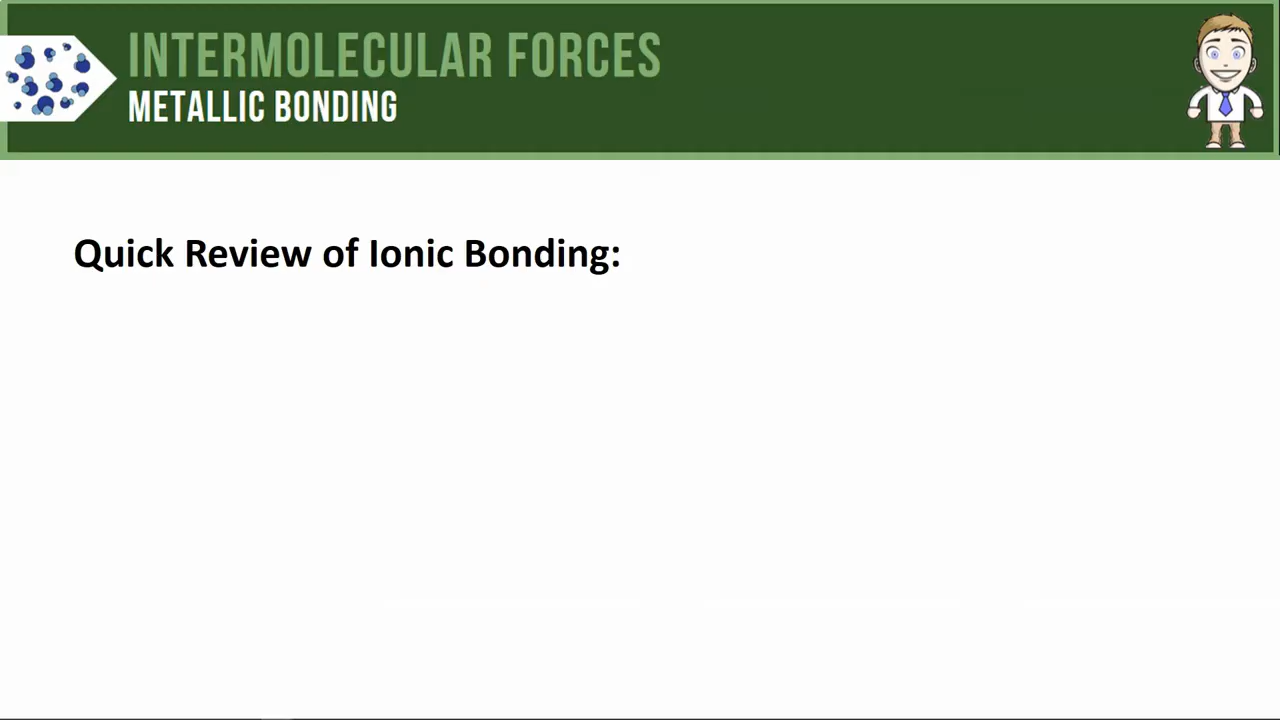 INTERMOLECULAR FORCES
METALLIC BONDING
Quick Review of Ionic Bonding: